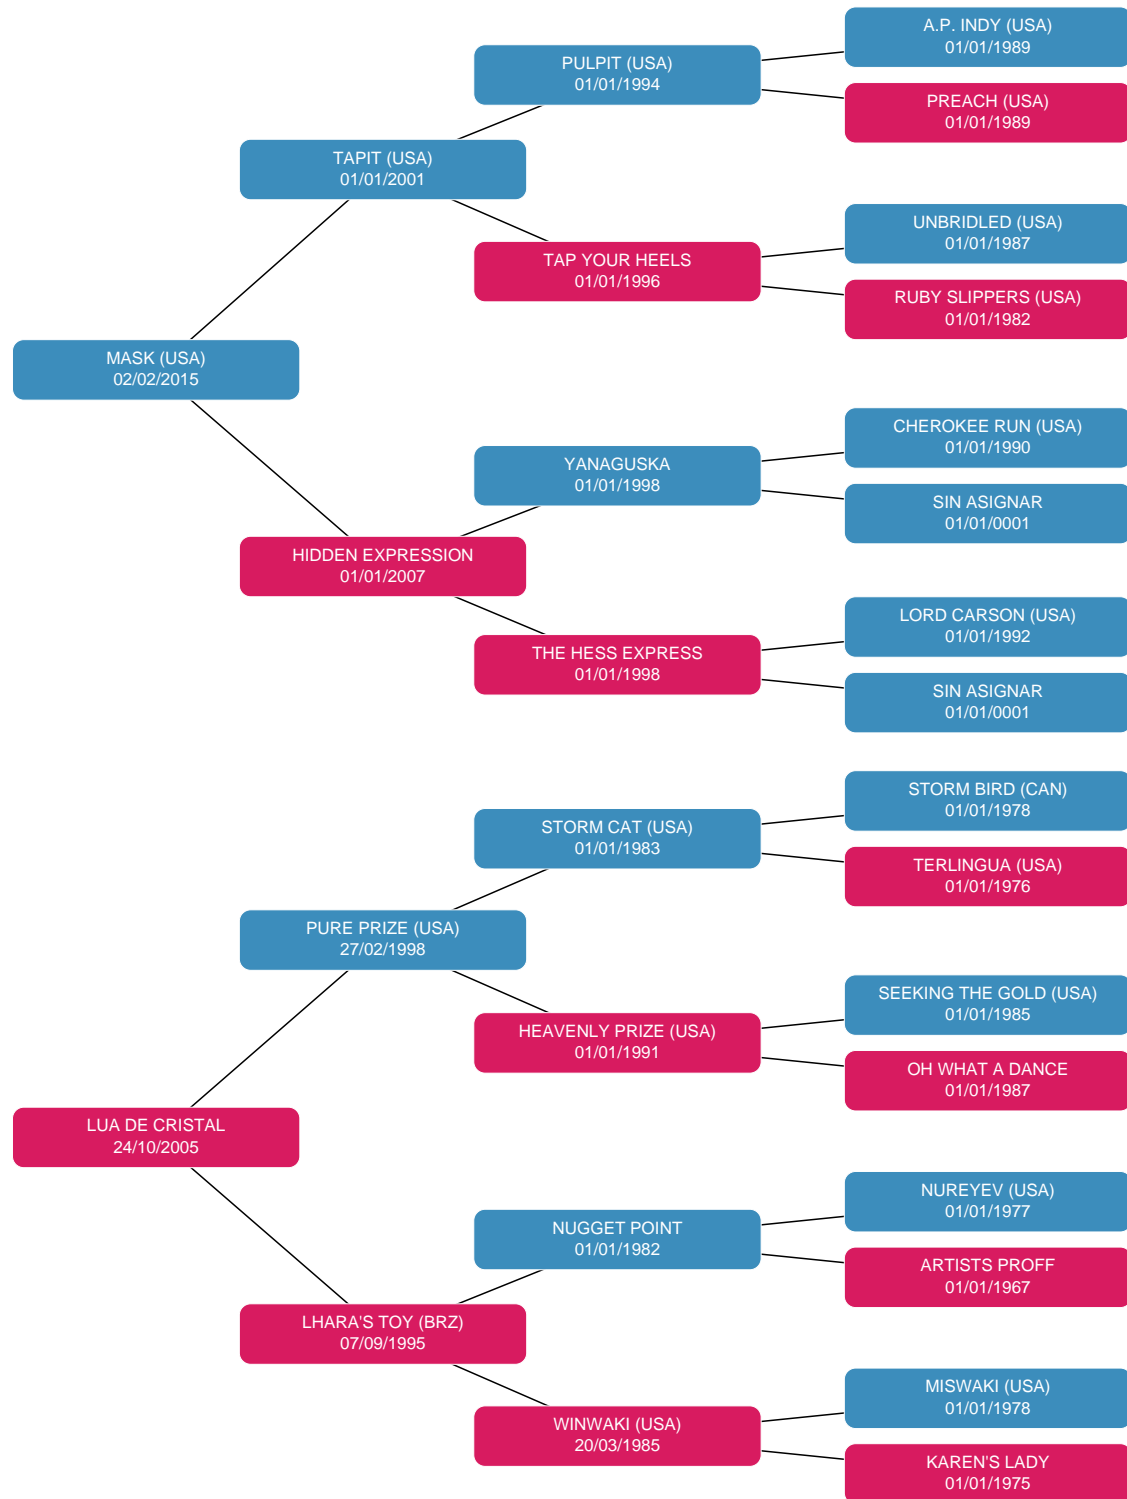 A.P. INDY (USA)
01/01/1989
PULPIT (USA)
01/01/1994
PREACH (USA)
01/01/1989
TAPIT (USA)
01/01/2001
UNBRIDLED (USA)
01/01/1987
TAP YOUR HEELS
01/01/1996
RUBY SLIPPERS (USA)
01/01/1982
MASK (USA)
02/02/2015
CHEROKEE RUN (USA)
01/01/1990
YANAGUSKA
01/01/1998
SIN ASIGNAR
01/01/0001
HIDDEN EXPRESSION
01/01/2007
LORD CARSON (USA)
01/01/1992
THE HESS EXPRESS
01/01/1998
SIN ASIGNAR
01/01/0001
STORM BIRD (CAN)
01/01/1978
STORM CAT (USA)
01/01/1983
TERLINGUA (USA)
01/01/1976
PURE PRIZE (USA)
27/02/1998
SEEKING THE GOLD (USA)
01/01/1985
HEAVENLY PRIZE (USA)
01/01/1991
OH WHAT A DANCE
01/01/1987
LUA DE CRISTAL
24/10/2005
NUREYEV (USA)
01/01/1977
NUGGET POINT
01/01/1982
ARTISTS PROFF
01/01/1967
LHARA'S TOY (BRZ)
07/09/1995
MISWAKI (USA)
01/01/1978
WINWAKI (USA)
20/03/1985
KAREN'S LADY
01/01/1975